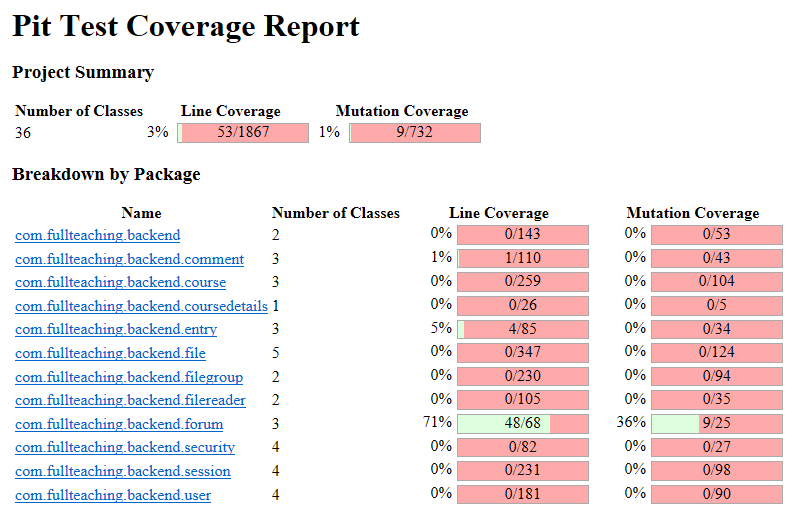 Pit Test Coverage Report
Project Summary
Number of Classes Line Coverage Mutation Coverage
36 3% 53/1867 1% 9/732
Breakdown by Package
Name Number of Classes Line Coverage Mutation Coverage
com.fullteaching.backend 2 0% 0/143 0% 0/53
com.fullteaching.backend.comment 3 1% 1/110 0% 0/43
com.fullteaching.backend.course 3 0% 0/259 0% 0/104
com.fullteaching.backend.coursedetails 1 0% 0/26 0% 0/5
com.fullteaching.backend.entry 3 5% 4/85 0% 0/34
com.fullteaching.backend.file 5 0% 0/347 0% 0/124
com.fullteaching.backend.filegroup 2 0% 0/230 0% 0/94
com.fullteaching.backend.filereader 2 0% 0/105 0% 0/35
com.fullteaching.backend.forum 3 71% 48/68 36% 9/25
com.fullteaching.backend.security 4 0% 0/82 0% 0/27
com.fullteaching.backend.session 4 0% 0/231 0% 0/98
com.fullteaching.backend.user 4 0% 0/181 0% 0/90